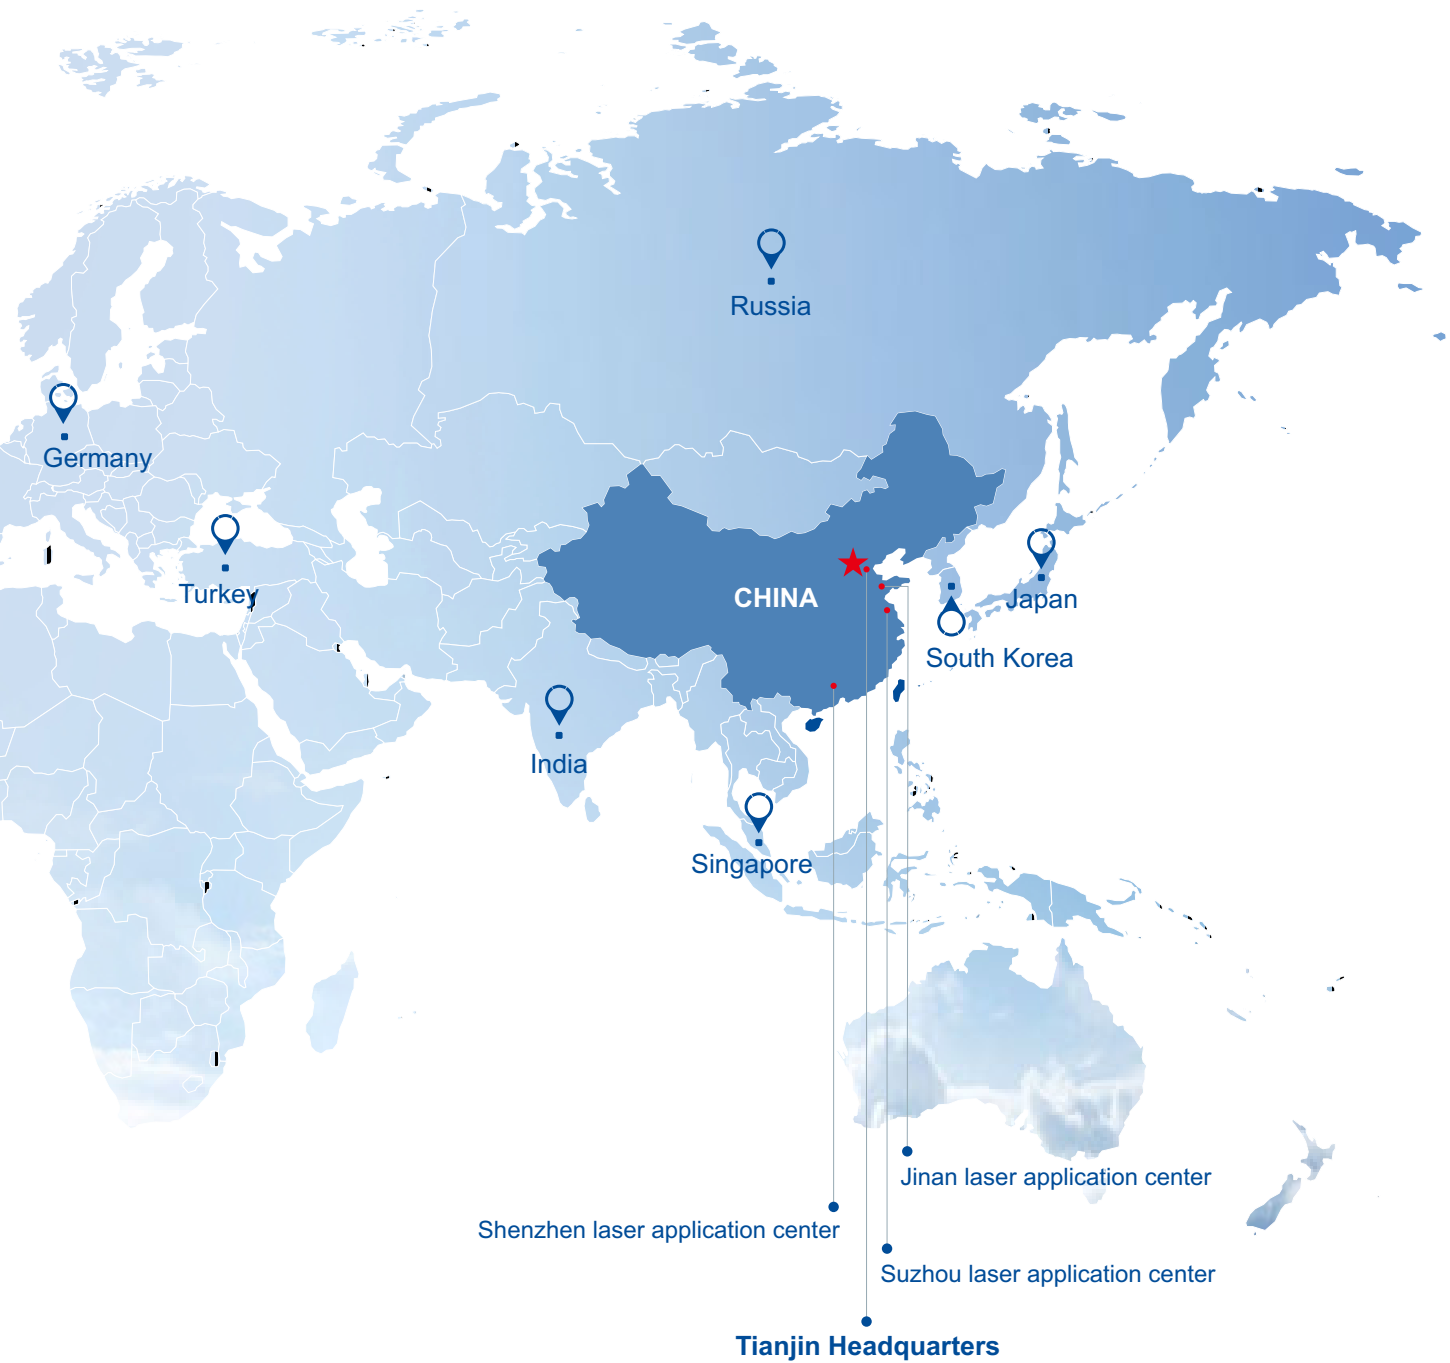 Russia
Germany
Turkey
CHINA
Japan
South Korea
India
Singapore
Jinan laser application center
Shenzhen laser application center
Suzhou laser application center
Tianjin Headquarters